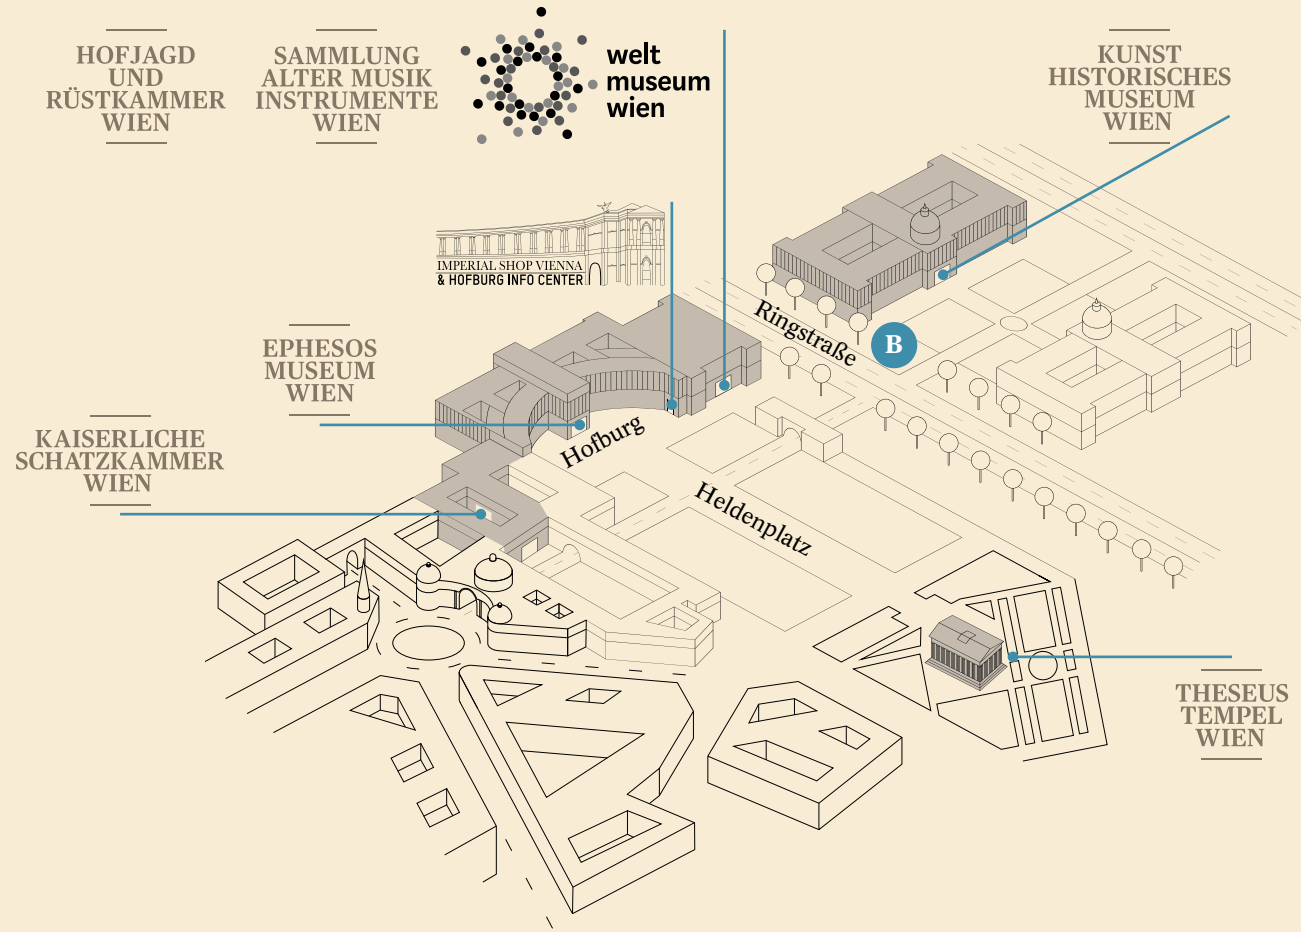 HOFJAGD
UND
RÜSTKAMMER
WIEN
SAMMLUNG
ALTER MUSIK
INSTRUMENTE
WIEN
welt
museum
wien
KUNST
HISTORISCHES
MUSEUM
WIEN
IMPERIAL SHOP VIENNA
& HOFBURG INFO CENTER
Ringstraße
B
EPHESOS
MUSEUM
WIEN
Hofburg
KAISERLICHE
SCHATZKAMMER
WIEN
Heldenplatz
THESEUS
TEMPEL
WIEN